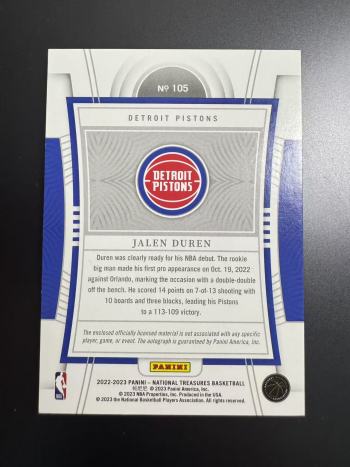 Nº 105
DETROIT PISTONS
DETROIT
PISTONS
JALEN DUREN
Duren was clearly ready for his NBA debut. The rookie
big man made his first pro appearance on Oct. 19, 2022
against Orlando, marking the occasion with a double-double
off the bench. He scored 14 points on 7-of-13 shooting with
10 boards and three blocks, leading his Pistons
to a 113-109 victory.
The enclosed officially licensed material is not associated with any specific
player, game, or event. The autograph is guaranteed by Panini America, Inc.
PANINI
2022-2023 PANINI – NATIONAL TREASURES BASKETBALL
© 2023 Panini America, Inc.
© 2023 NBA Properties, Inc. Produced in the USA.
© 2023 the National Basketball Players Association. All rights reserved.
NBA